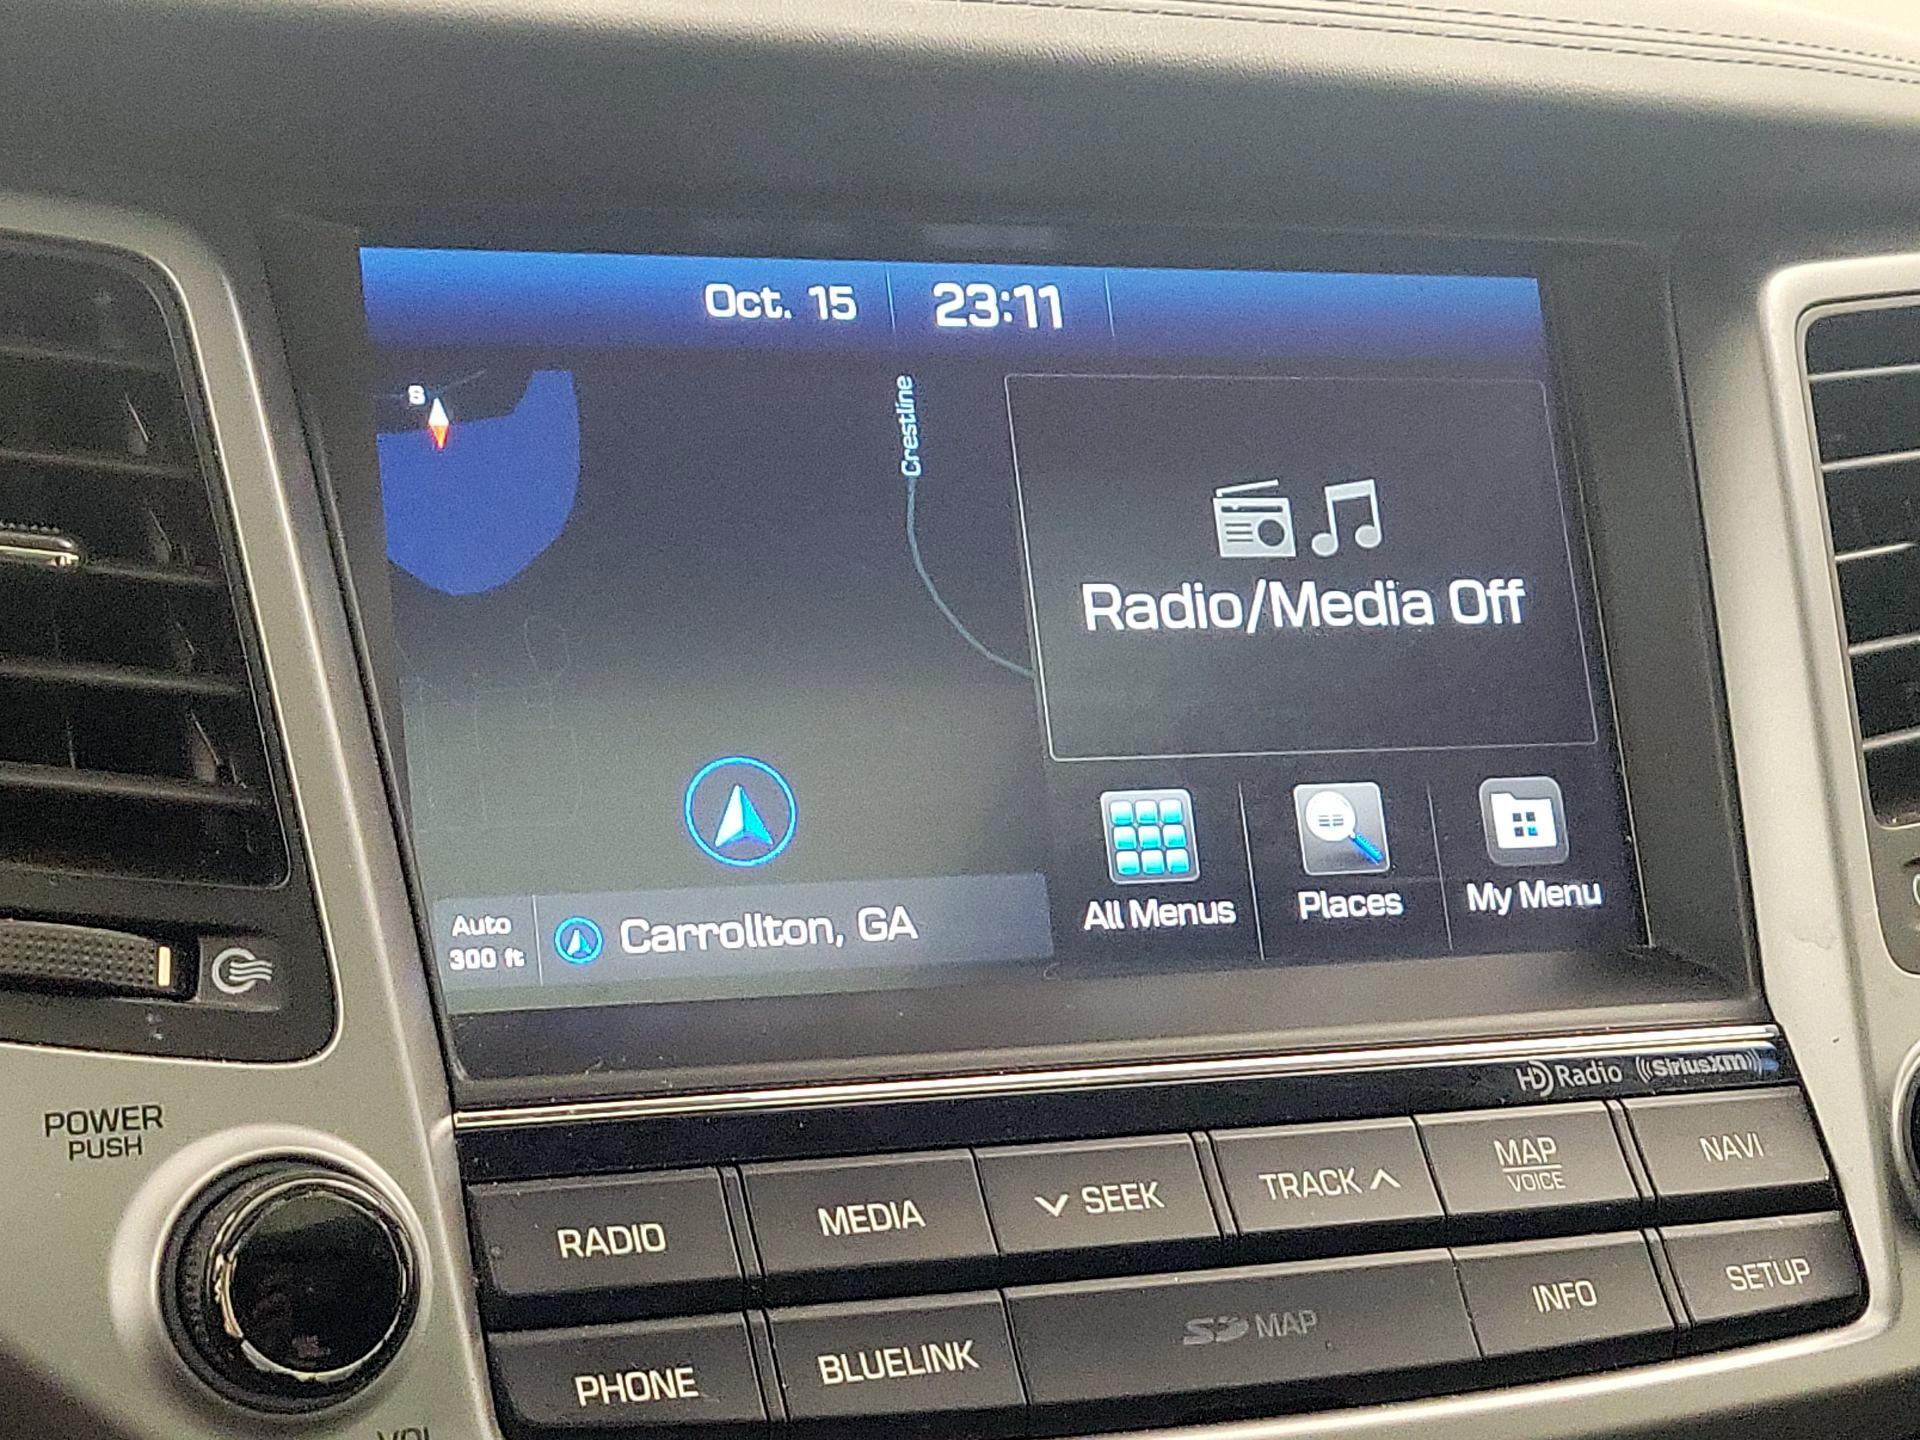 Oct. 15
23:11
S
Crestline
Radio/Media Off
All Menus
Places
My Menu
Auto
300 ft
Carrollton, GA
HD Radio
SiriusXM
POWER
PUSH
RADIO
MEDIA
SEEK
TRACK
MAP
VOICE
NAVI
PHONE
BLUELINK
SD MAP
INFO
SETUP
VOL